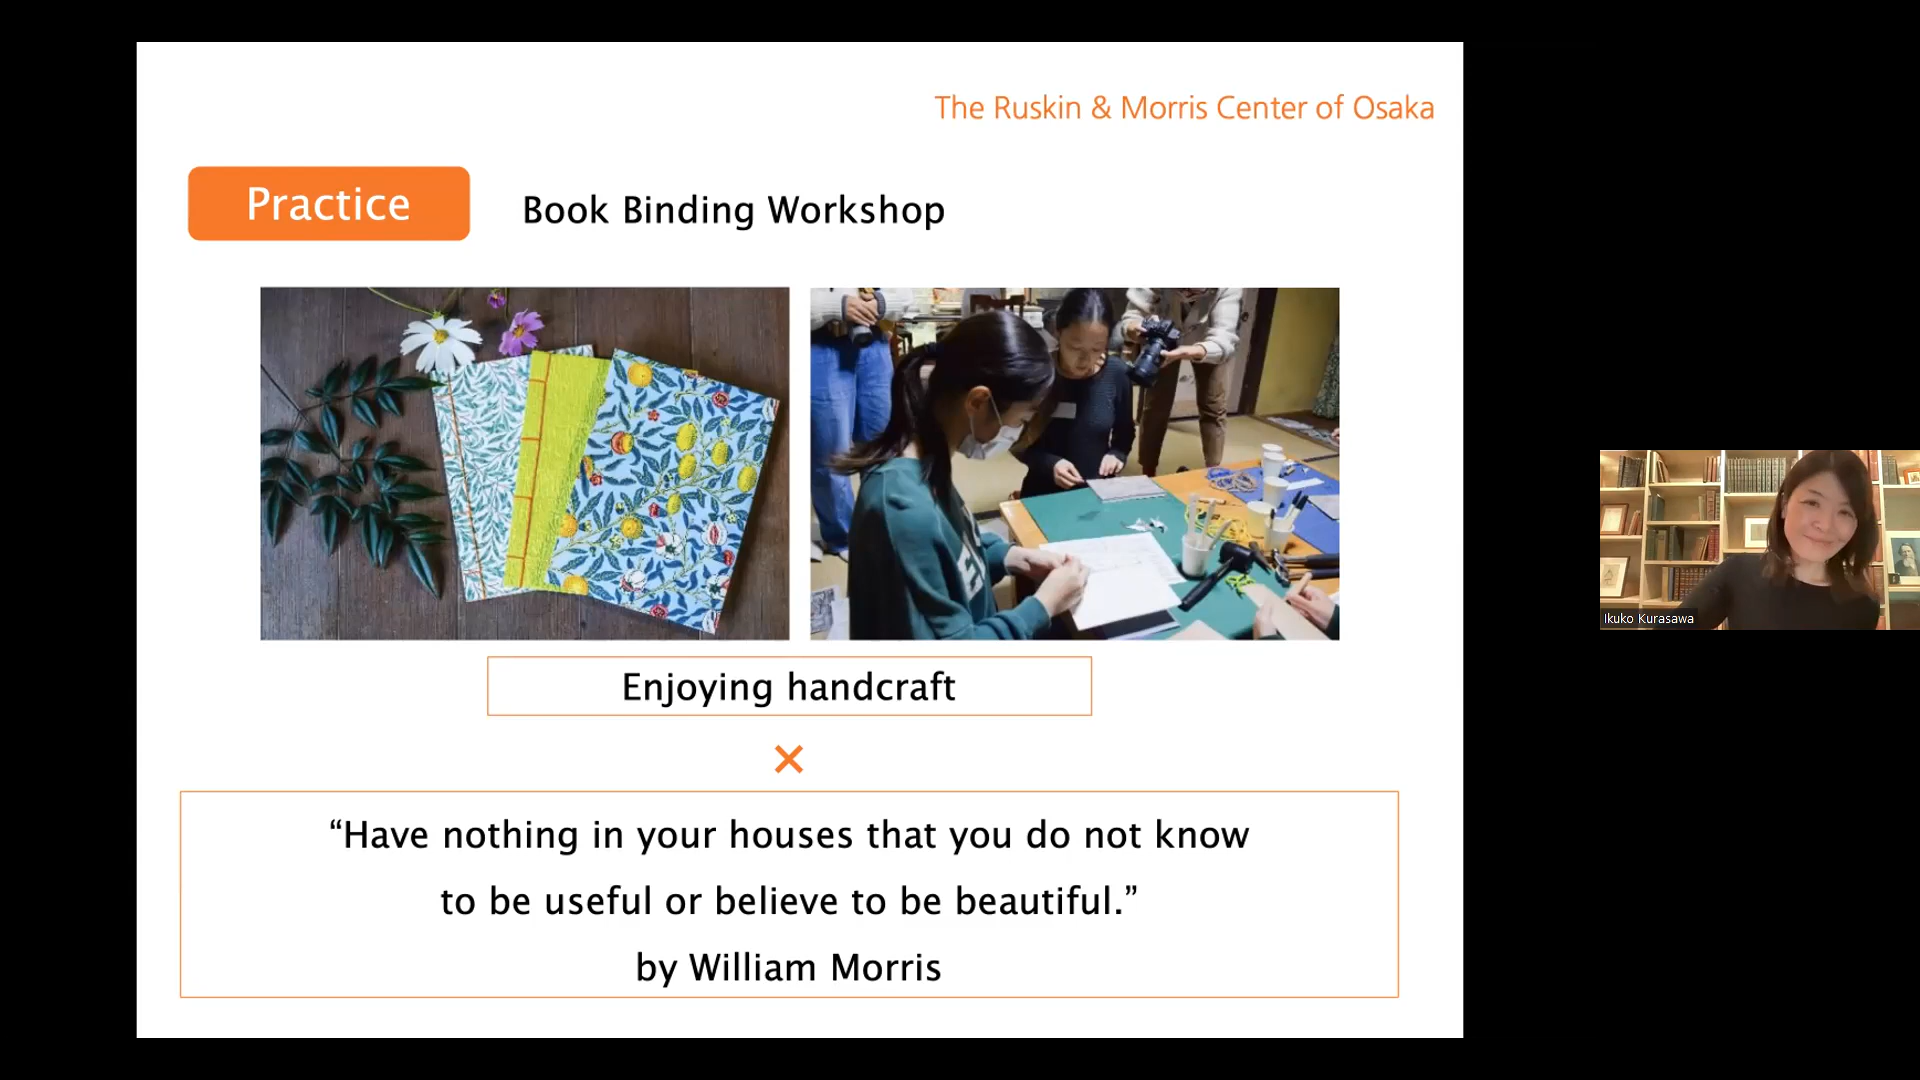 The Ruskin & Morris Center of Osaka
Practice
Book Binding Workshop
Enjoying handcraft
×
“Have nothing in your houses that you do not know
to be useful or believe to be beautiful.”
by William Morris
Ikuko Kurasawa